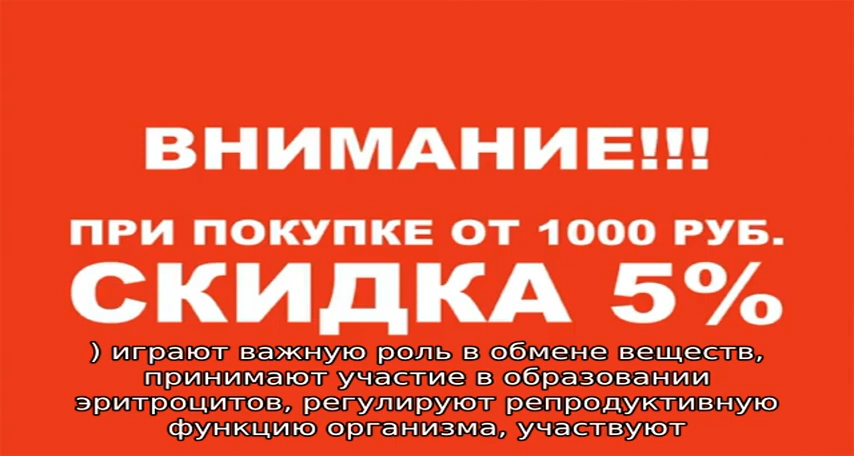 ВНИМАНИЕ!!!
ПРИ ПОКУПКЕ ОТ 1000 РУБ.
СКИДКА 5%
) играют важную роль в обмене веществ,
принимают участие в образовании
эритроцитов, регулируют репродуктивную
функцию организма, участвуют